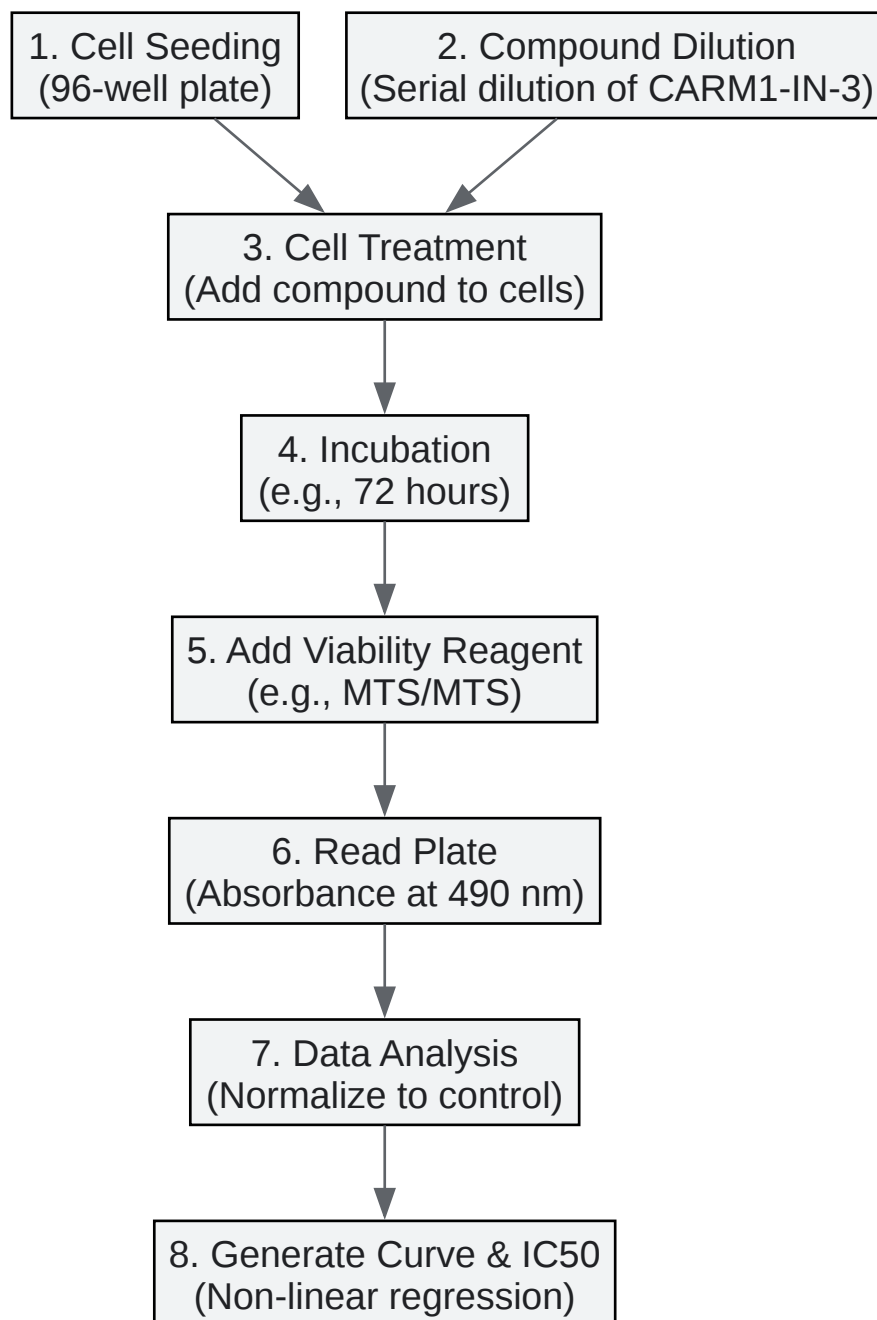 1. Cell Seeding
(96-well plate)
2. Compound Dilution
(Serial dilution of CARM1-IN-3)
3. Cell Treatment
(Add compound to cells)
4. Incubation
(e.g., 72 hours)
5. Add Viability Reagent
(e.g., MTS/MTS)
6. Read Plate
(Absorbance at 490 nm)
7. Data Analysis
(Normalize to control)
8. Generate Curve & IC50
(Non-linear regression)